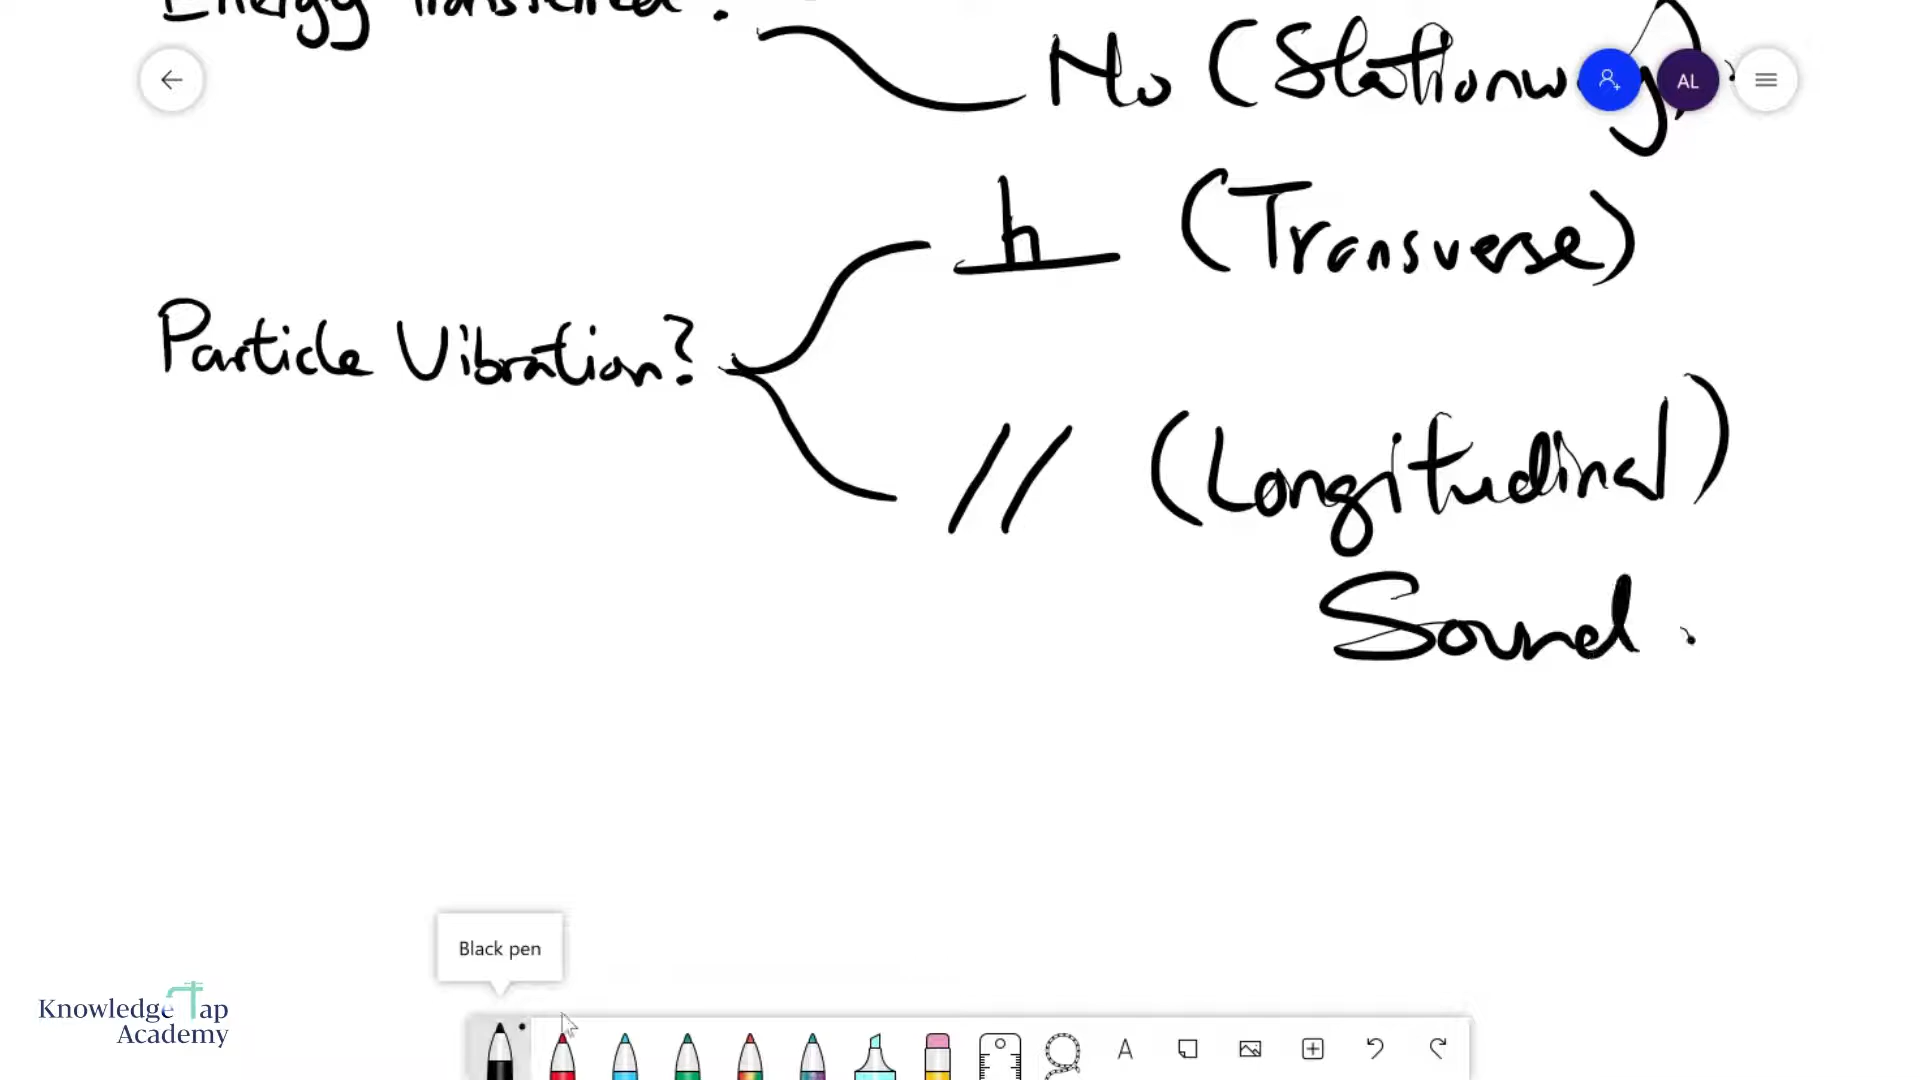 Energy Transferred?
No (Stationary)
AL
⊥ (Transverse)
Particle Vibration?
// (Longitudinal)
Sound.
Black pen
Knowledge Tap
Academy
A